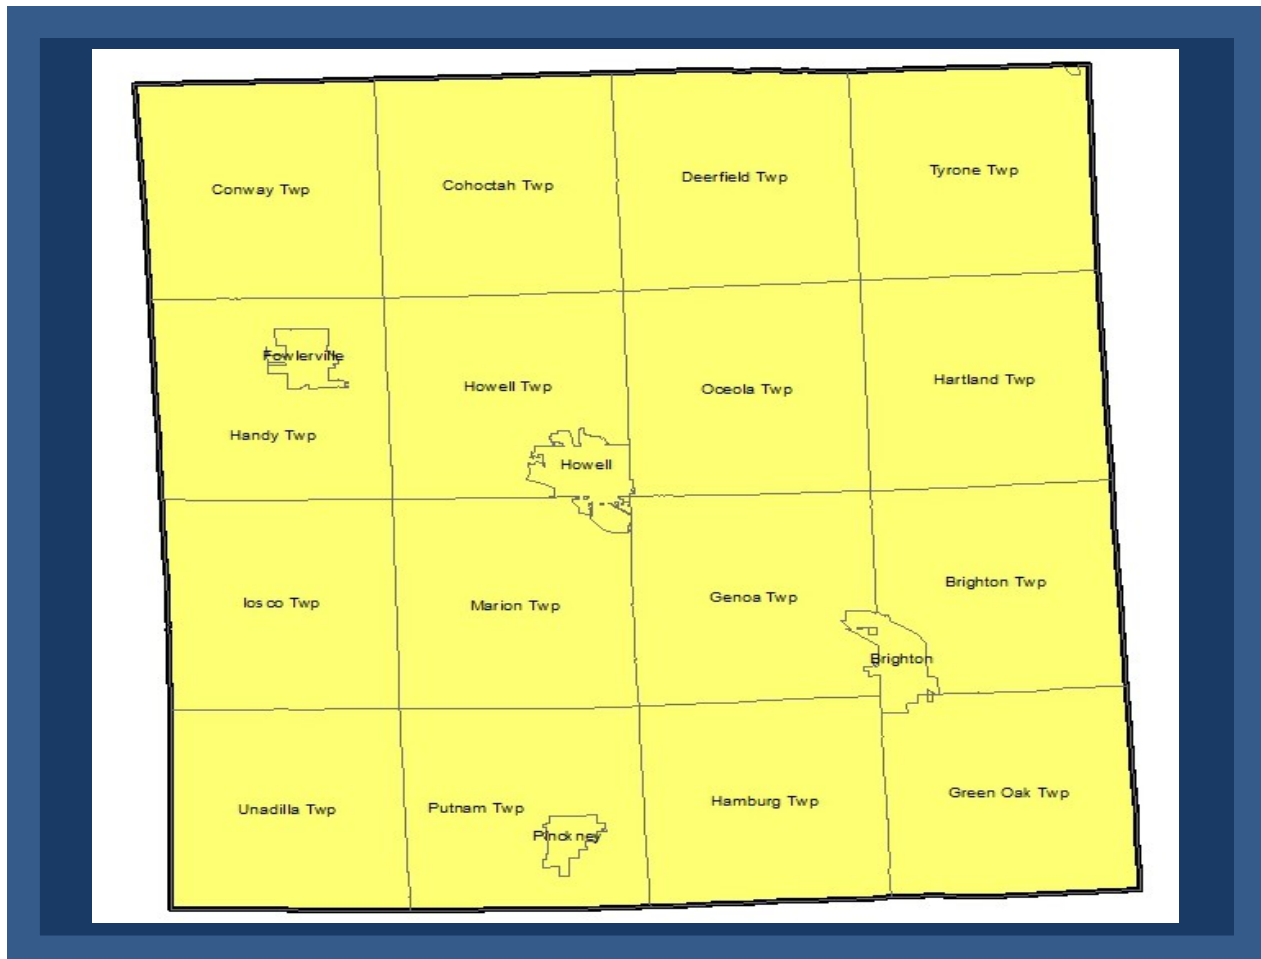 Conway Twp
Cohoctah Twp
Deerfield Twp
Tyrone Twp
Fowlerville
Handy Twp
Howell Twp
Oceola Twp
Hartland Twp
Howell
Iosco Twp
Marion Twp
Genoa Twp
Brighton Twp
Brighton
Unadilla Twp
Putnam Twp
Pinckney
Hamburg Twp
Green Oak Twp